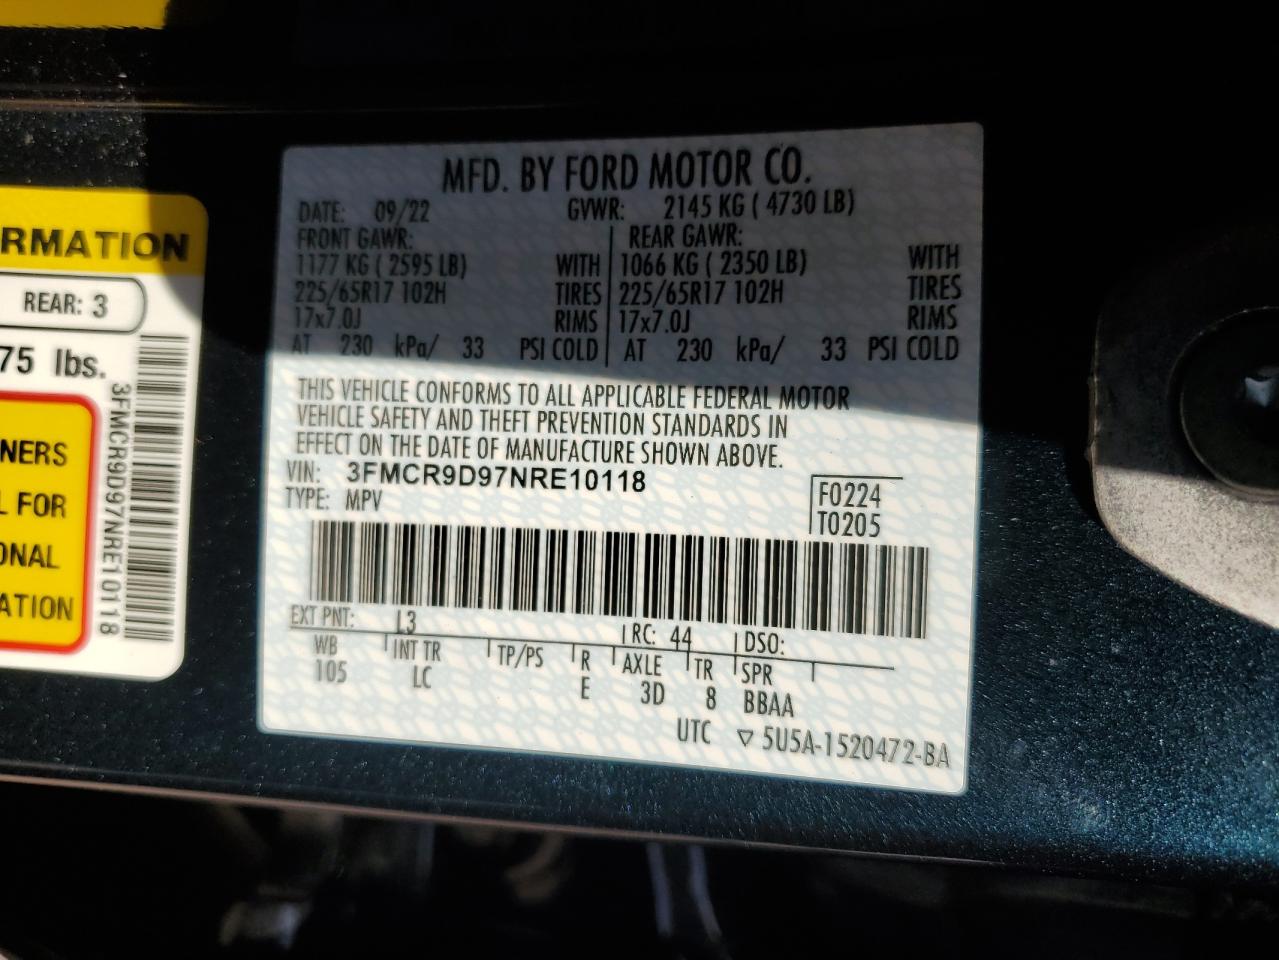 RMATION
REAR: 3
75 lbs.
NERS
L FOR
ONAL
ATION
3FMCR9D97NRE10118
MFD. BY FORD MOTOR CO.
DATE: 09/22 GVWR: 2145 KG ( 4730 LB)
FRONT GAWR: REAR GAWR:
1177 KG ( 2595 LB) WITH 1066 KG ( 2350 LB) WITH
225/65R17 102H TIRES 225/65R17 102H TIRES
17x7.0J RIMS 17x7.0J RIMS
AT 230 kPa/ 33 PSI COLD AT 230 kPa/ 33 PSI COLD
THIS VEHICLE CONFORMS TO ALL APPLICABLE FEDERAL MOTOR
VEHICLE SAFETY AND THEFT PREVENTION STANDARDS IN
EFFECT ON THE DATE OF MANUFACTURE SHOWN ABOVE.
VIN: 3FMCR9D97NRE10118
TYPE: MPV
F0224
T0205
EXT PNT: L3 RC: 44 DSO:
WB INT TR TP/PS R AXLE TR SPR
105 LC E 3D 8 BBAA
UTC ▽ 5U5A-1520472-BA